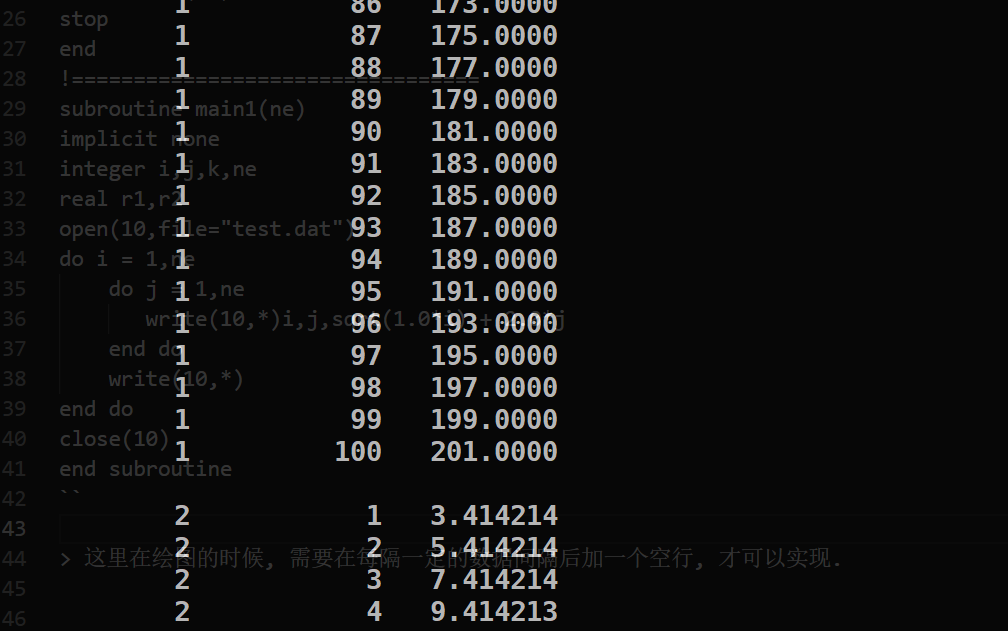 1 86 173.0000
1 87 175.0000
1 88 177.0000
1 89 179.0000
1 90 181.0000
1 91 183.0000
1 92 185.0000
1 93 187.0000
1 94 189.0000
1 95 191.0000
1 96 193.0000
1 97 195.0000
1 98 197.0000
1 99 199.0000
1 100 201.0000
2 1 3.414214
2 2 5.414214
2 3 7.414214
2 4 9.414213
26 stop
27 end
28 !=================================
29 subroutine main1(ne)
30 implicit none
31 integer i,j,k,ne
32 real r1,r2
33 open(10,file="test.dat")
34 do i = 1,ne
35 do j = 1,ne
36 write(10,*)i,j,sqrt(1.0*i) +
37 end do
38 write(10,*)
39 end do
40 close(10)
41 end subroutine
42 ``
43
44 > 这里在绘图的时候, 需要在每隔一定的数据间隔后加一个空行, 才可以实现.
45
46